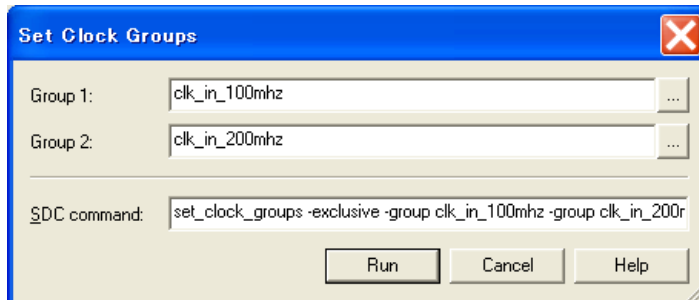 Set Clock Groups
Group 1: clk_in_100mhz ...
Group 2: clk_in_200mhz ...
SDC command: set_clock_groups -exclusive -group clk_in_100mhz -group clk_in_200r
Run Cancel Help